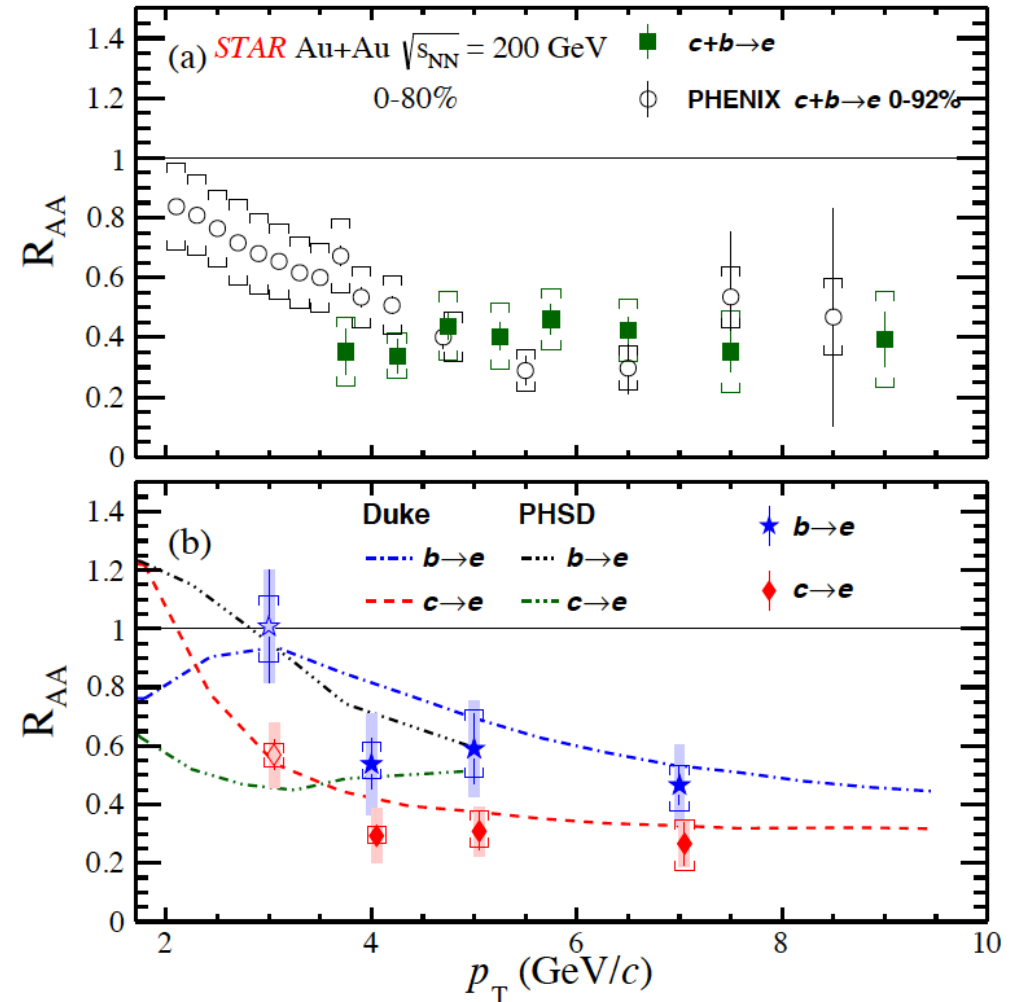 (a) STAR Au+Au √s_NN = 200 GeV
0-80%
c+b→e
PHENIX c+b→e 0-92%
1.4
1.2
1
0.8
0.6
0.4
0.2
0
R_AA
(b)
Duke PHSD
b→e b→e b→e
c→e c→e c→e
1.4
1.2
1
0.8
0.6
0.4
0.2
0
R_AA
2 4 6 8 10
p_T (GeV/c)